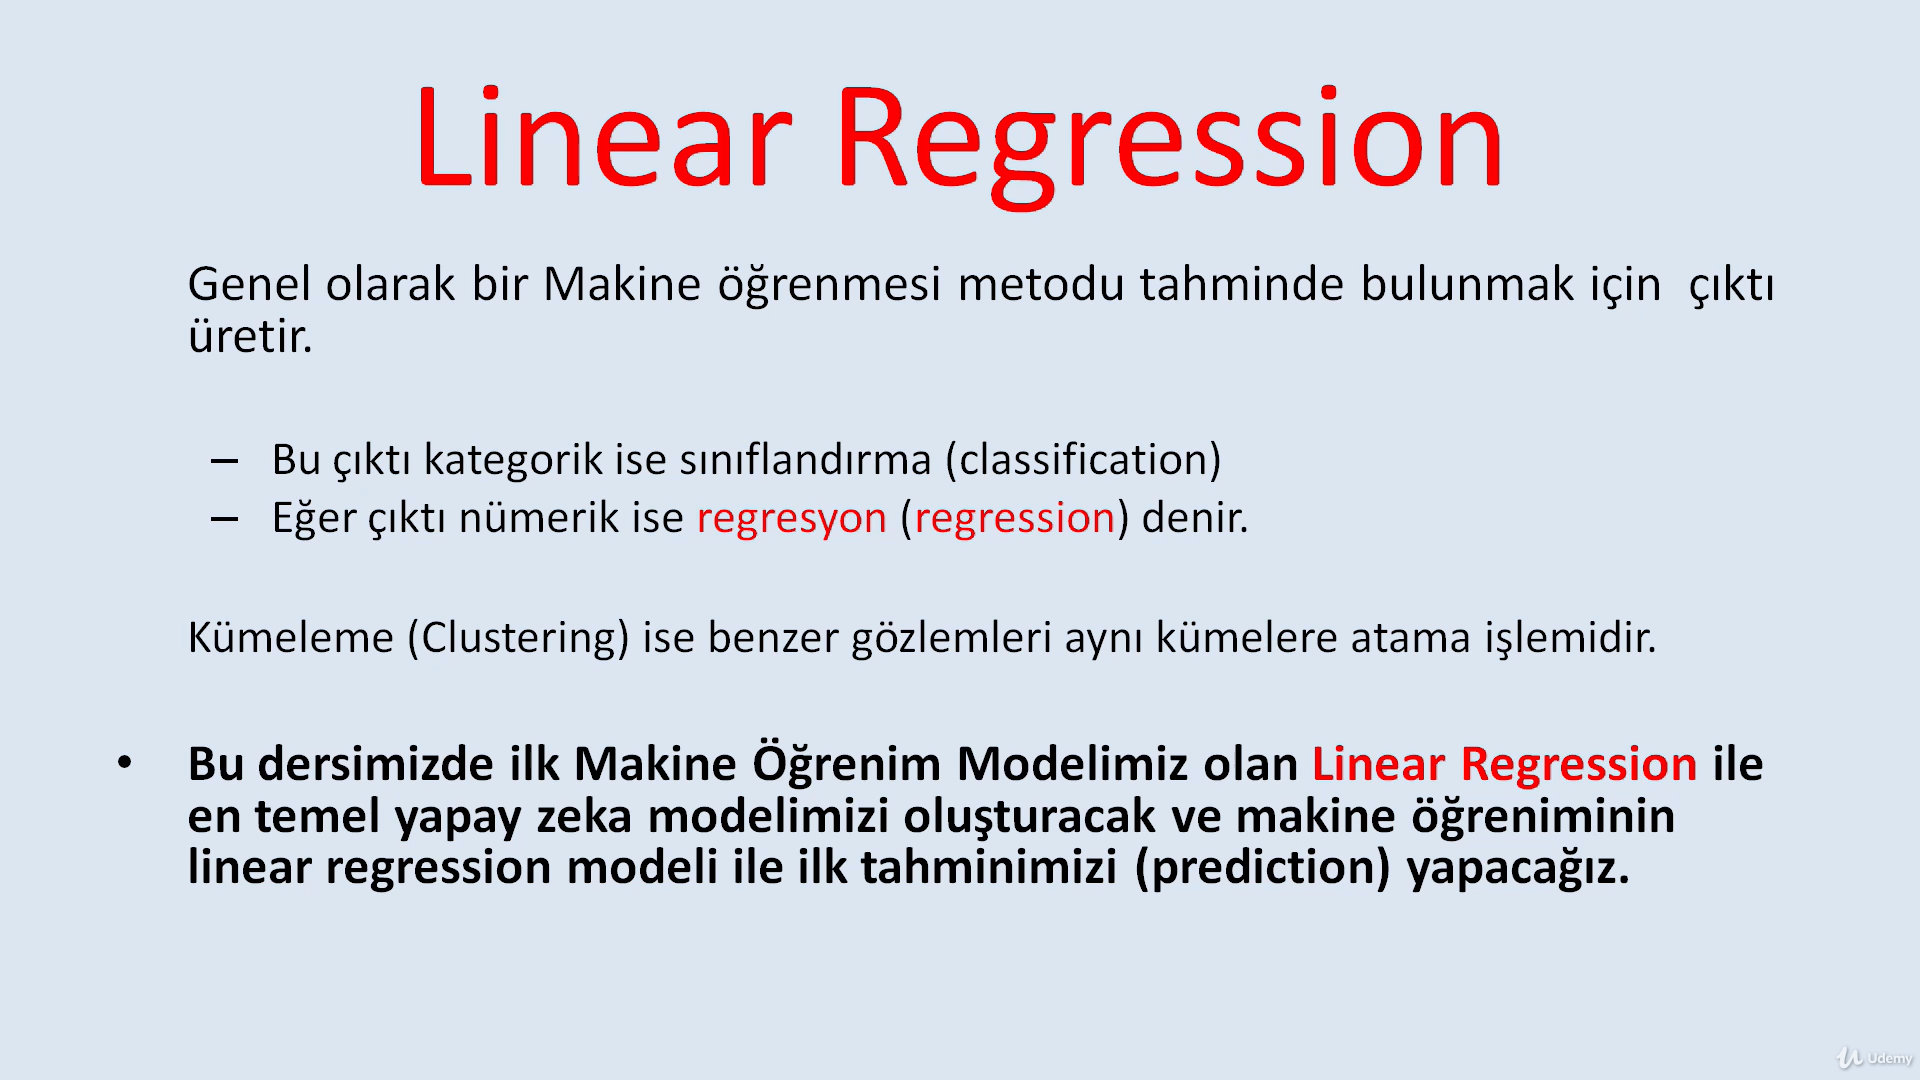 Linear Regression
Genel olarak bir Makine öğrenmesi metodu tahminde bulunmak için çıktı
üretir.
– Bu çıktı kategorik ise sınıflandırma (classification)
– Eğer çıktı nümerik ise regresyon (regression) denir.
Kümeleme (Clustering) ise benzer gözlemleri aynı kümelere atama işlemidir.
• Bu dersimizde ilk Makine Öğrenim Modelimiz olan Linear Regression ile
en temel yapay zeka modelimizi oluşturacak ve makine öğreniminin
linear regression modeli ile ilk tahminimizi (prediction) yapacağız.
Udemy